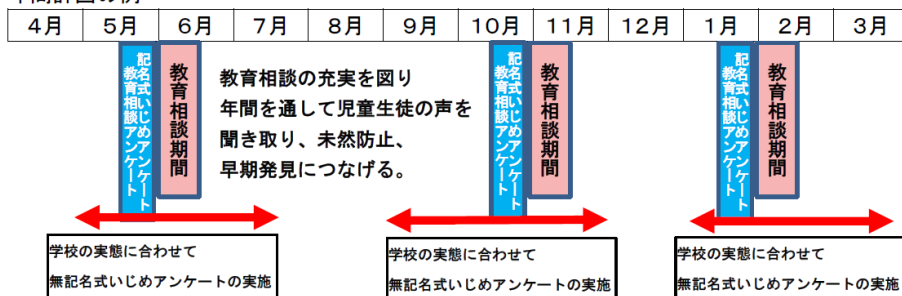 4月 5月 6月 7月 8月 9月 10月 11月 12月 1月 2月 3月
記名式いじめアンケート
教育相談アンケート
教育相談期間
教育相談の充実を図り
年間を通して児童生徒の声を
聞き取り、未然防止、
早期発見につなげる。
記名式いじめアンケート
教育相談アンケート
教育相談期間
記名式いじめアンケート
教育相談アンケート
教育相談期間
学校の実態に合わせて
無記名式いじめアンケートの実施
学校の実態に合わせて
無記名式いじめアンケートの実施
学校の実態に合わせて
無記名式いじめアンケートの実施